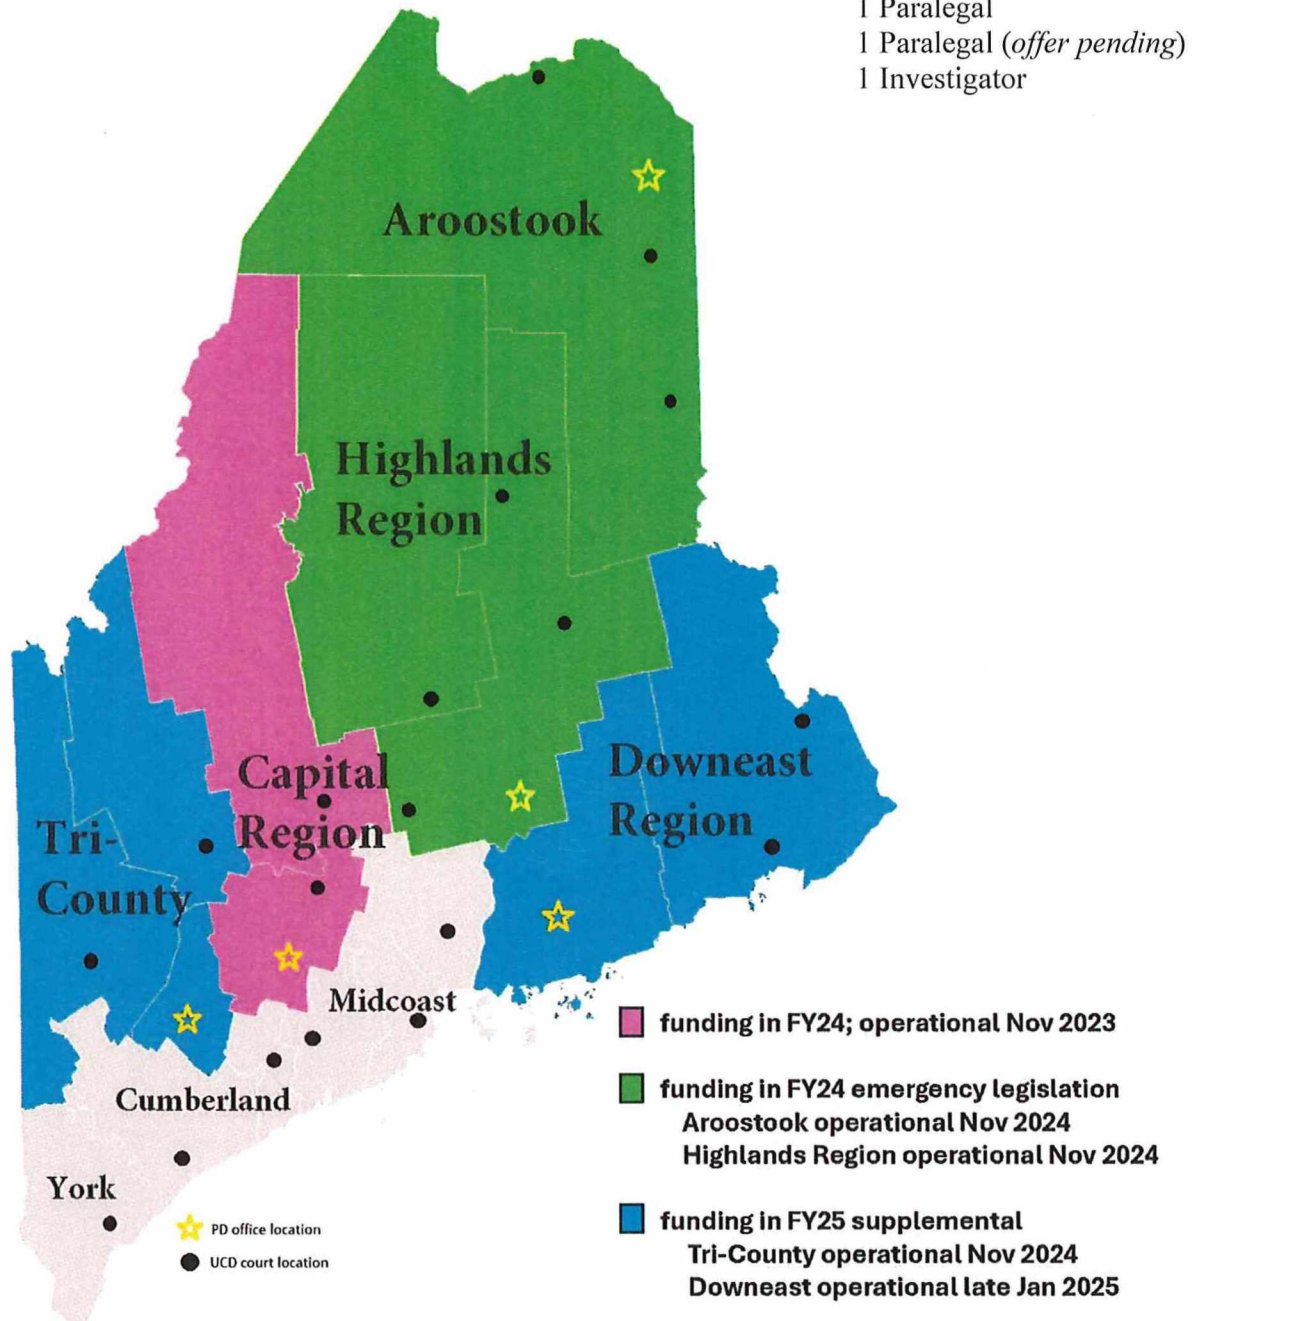 1 Paralegal
1 Paralegal (offer pending)
1 Investigator
Aroostook
Highlands
Region
Capital
Region
Downeast
Region
Tri-
County
Midcoast
Cumberland
York
PD office location
UCD court location
funding in FY24; operational Nov 2023
funding in FY24 emergency legislation
Aroostook operational Nov 2024
Highlands Region operational Nov 2024
funding in FY25 supplemental
Tri-County operational Nov 2024
Downeast operational late Jan 2025